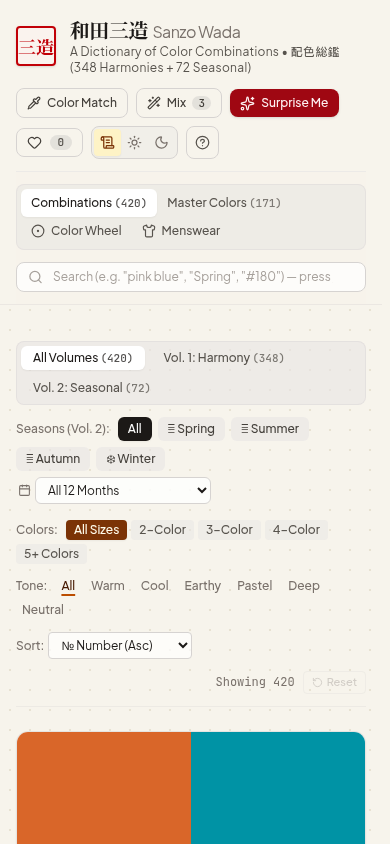 三造
和田三造 Sanzo Wada
A Dictionary of Color Combinations • 配色総鑑
(348 Harmonies + 72 Seasonal)
Color Match
Mix 3
Surprise Me
0
Combinations (420)
Master Colors (171)
Color Wheel
Menswear
Search (e.g. "pink blue", "Spring", "#180") — press
All Volumes (420)
Vol. 1: Harmony (348)
Vol. 2: Seasonal (72)
Seasons (Vol. 2):
All
Spring
Summer
Autumn
Winter
All 12 Months
Colors:
All Sizes
2-Color
3-Color
4-Color
5+ Colors
Tone:
All
Warm
Cool
Earthy
Pastel
Deep
Neutral
Sort:
№ Number (Asc)
Showing 420
Reset